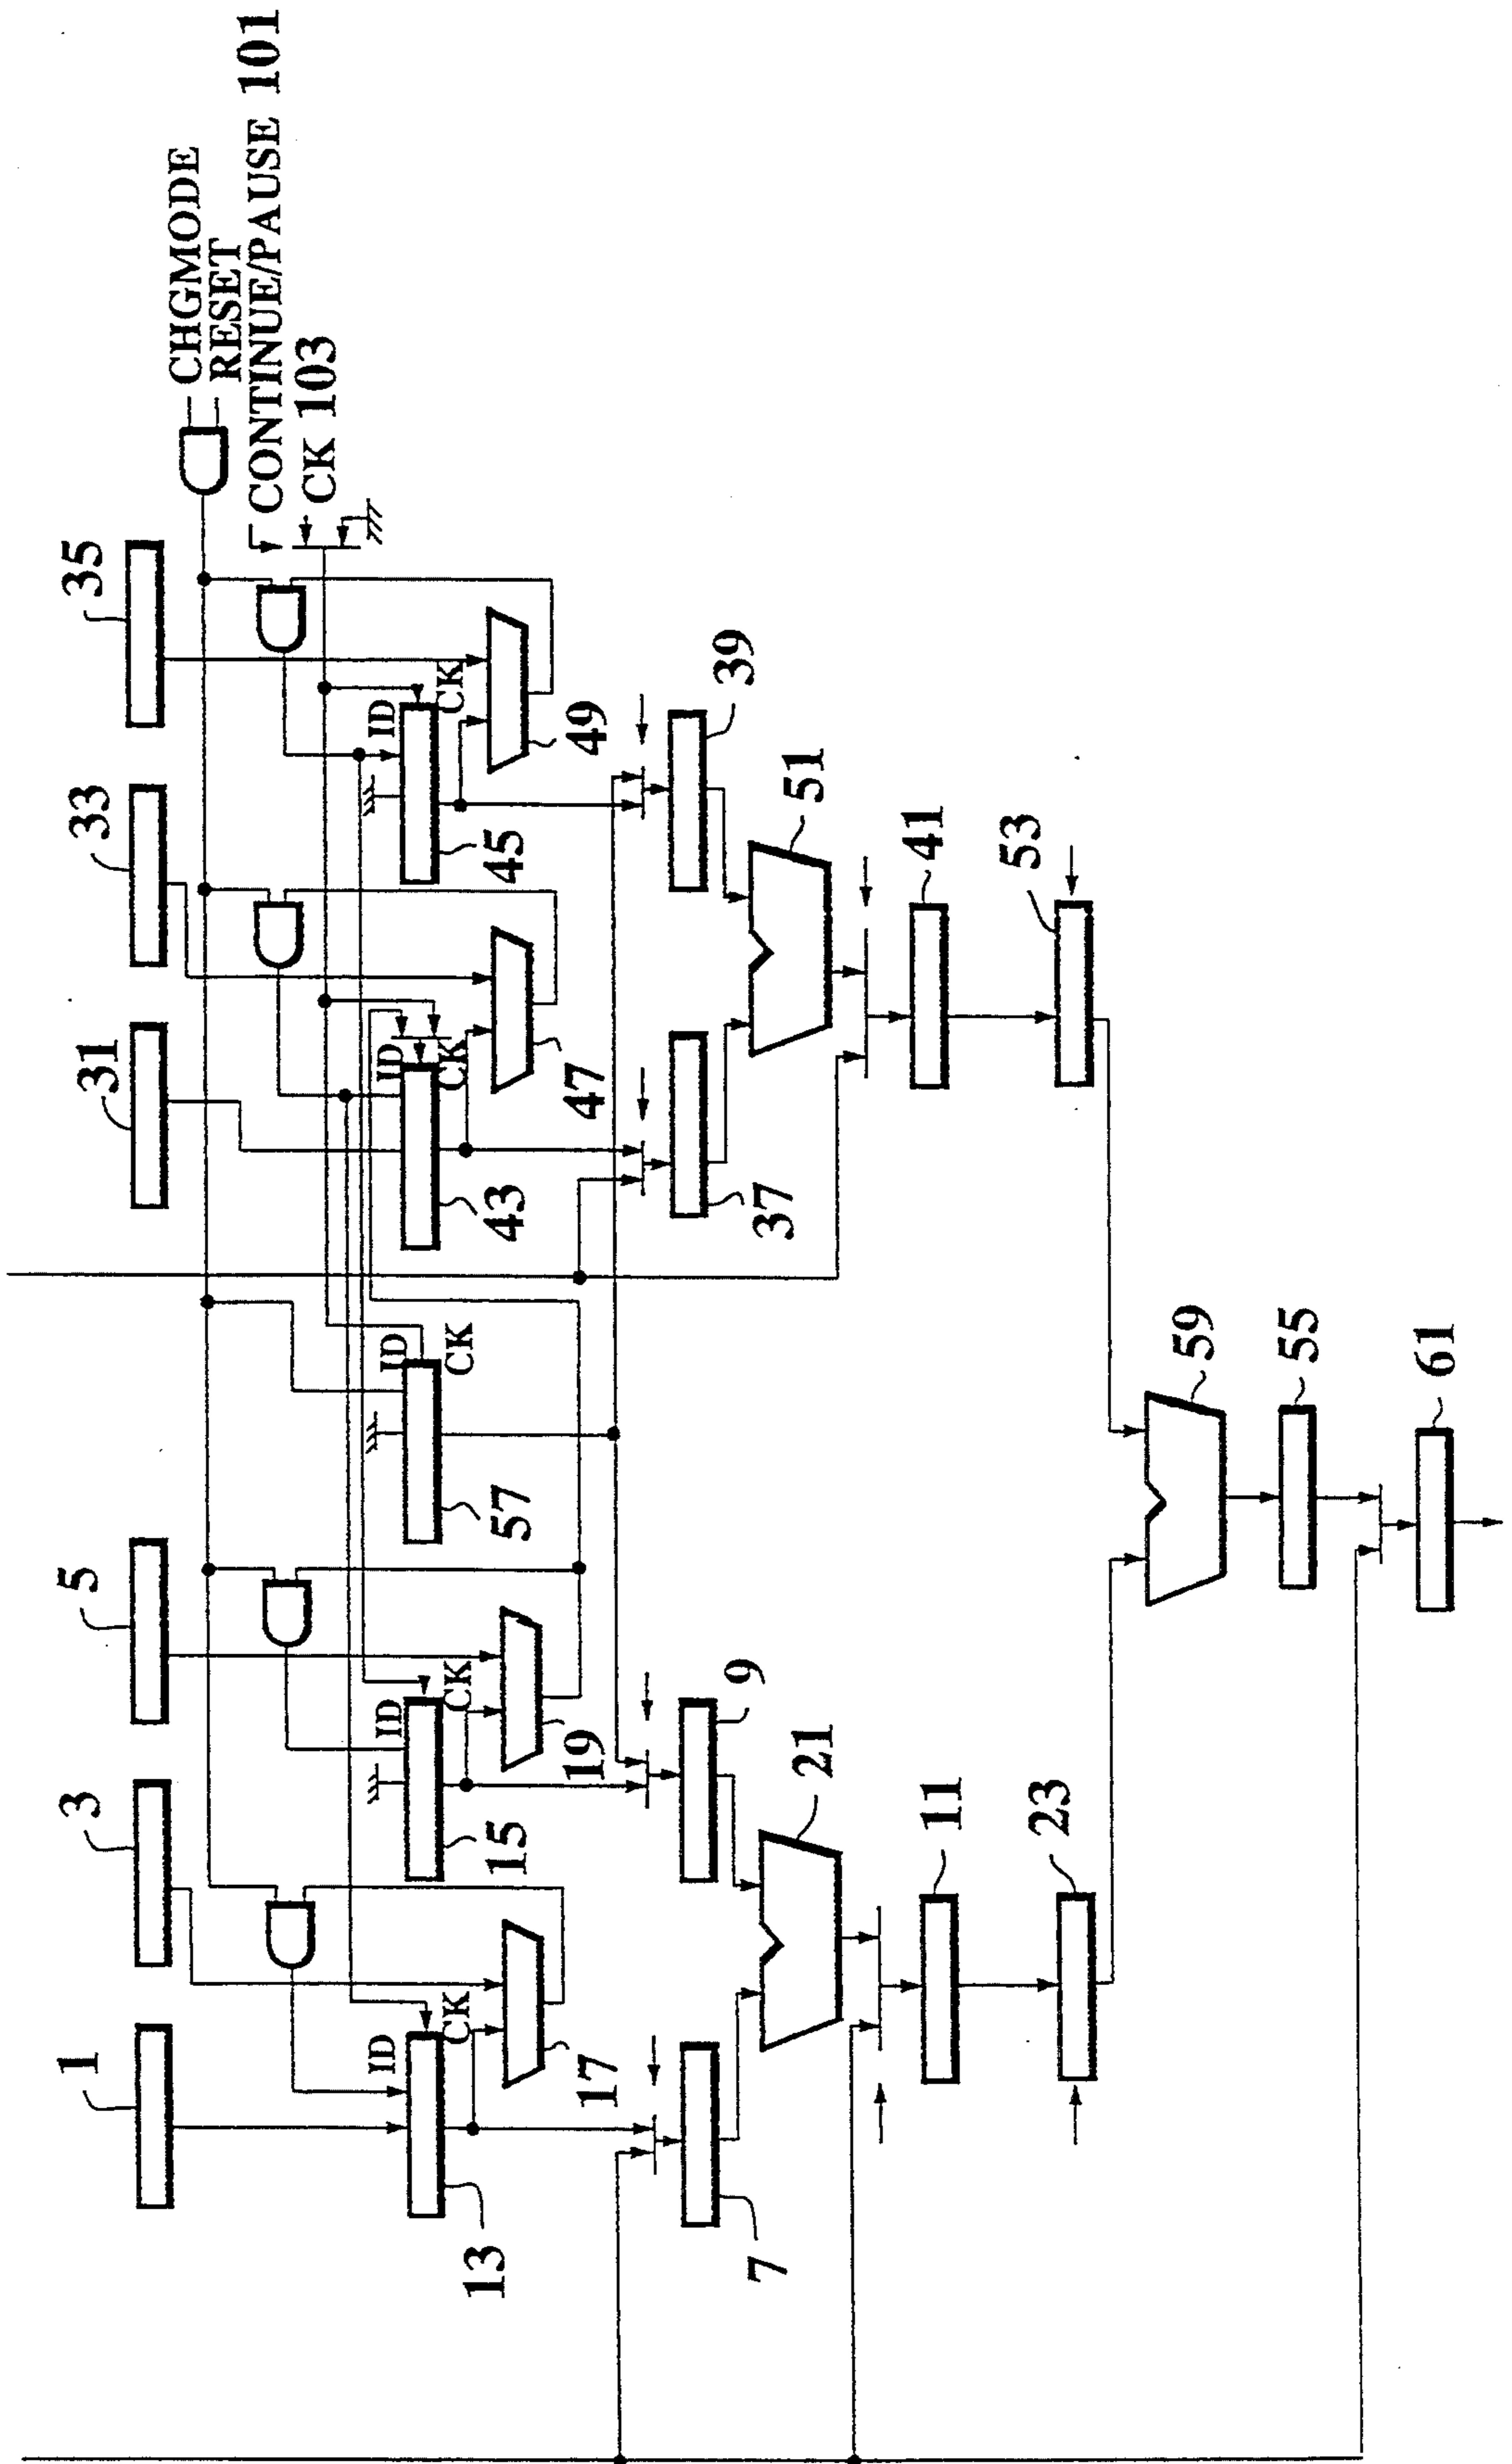 CHGMODE
RESET
CONTINUE/PAUSE 101
CK 103
1
3
5
31
33
35
ID
CK
13
17
ID
CK
15
19
ID
CK
57
ID
CK
43
47
ID
CK
45
49
7
9
37
39
21
51
11
41
23
53
59
55
61